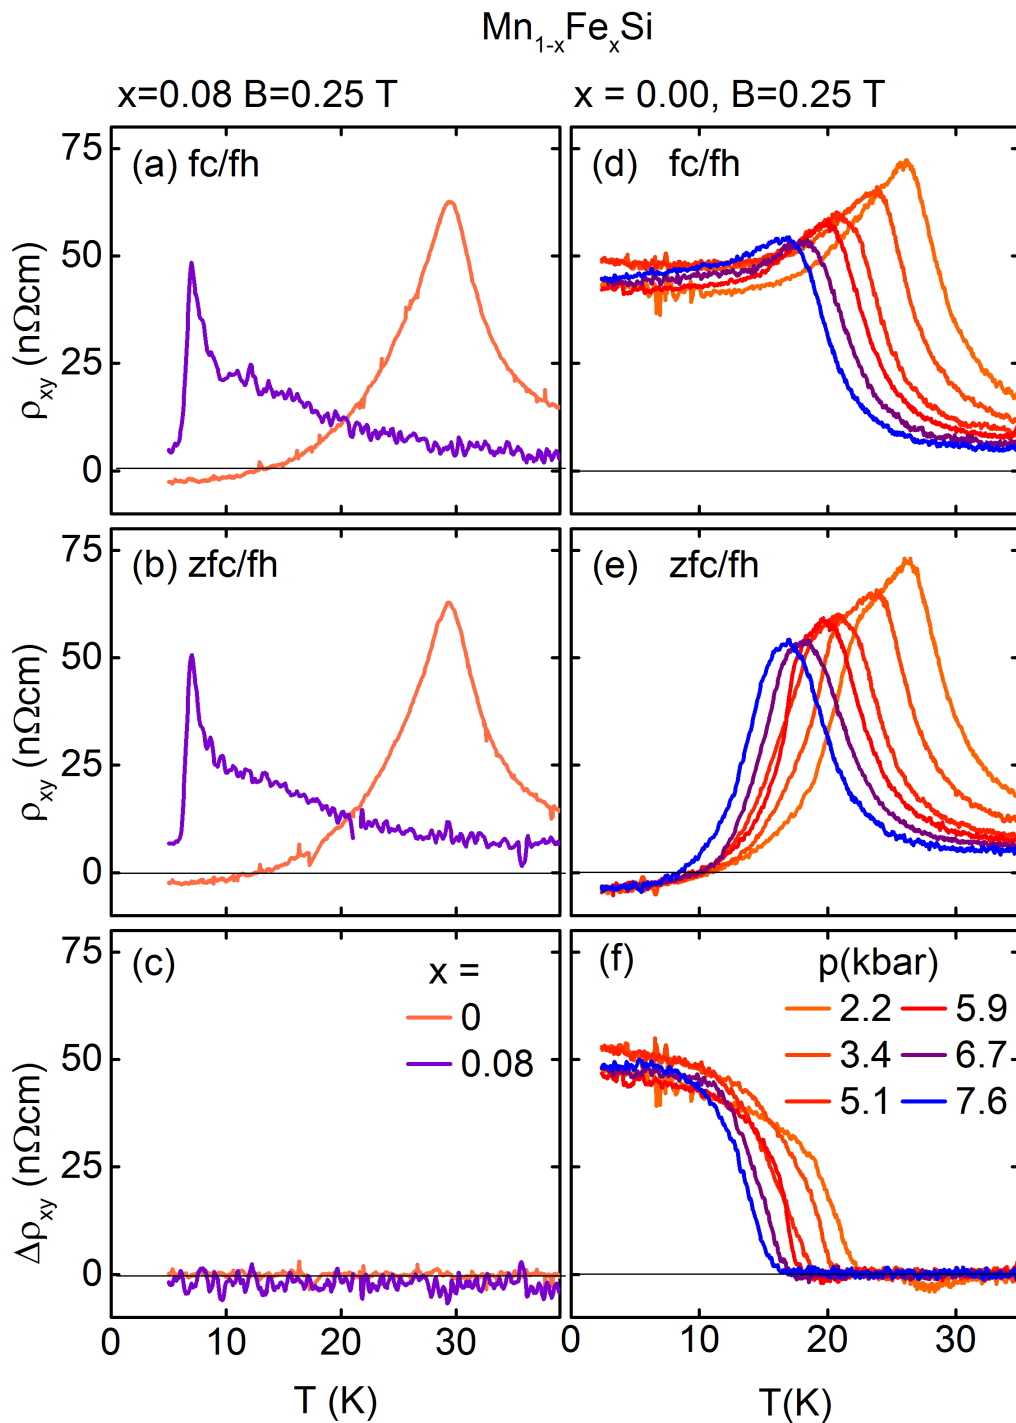 Mn₁₋ₓFeₓSi
x=0.08 B=0.25 T
x = 0.00, B=0.25 T
(a) fc/fh
75
50
25
0
ρxy (nΩcm)
(d) fc/fh
(b) zfc/fh
75
50
25
0
ρxy (nΩcm)
(e) zfc/fh
(c)
x =
0
0.08
75
50
25
0
Δρxy (nΩcm)
0 10 20 30
T (K)
(f)
p(kbar)
2.2 5.9
3.4 6.7
5.1 7.6
0 10 20 30
T(K)